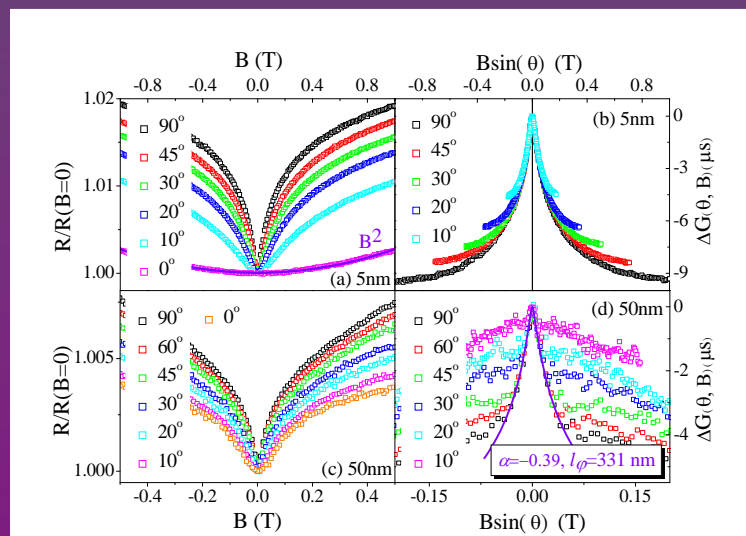 B (T)
Bsin(θ) (T)
-0.8 -0.4 0.0 0.4 0.8
-0.8 -0.4 0.0 0.4 0.8
R/R(B=0)
1.02
1.01
1.00
90°
45°
30°
20°
10°
0°
B²
(a) 5nm
90°
45°
30°
20°
10°
(b) 5nm
0
-3
-6
-9
ΔG(θ, B) (μs)
R/R(B=0)
1.005
1.000
90° 0°
60°
45°
30°
20°
10°
(c) 50nm
90°
60°
45°
30°
20°
10°
(d) 50nm
α=−0.39, lφ=331 nm
0
-2
-4
ΔG(θ, B) (μs)
-0.4 -0.2 0.0 0.2 0.4
-0.15 0.00 0.15
B (T)
Bsin(θ) (T)